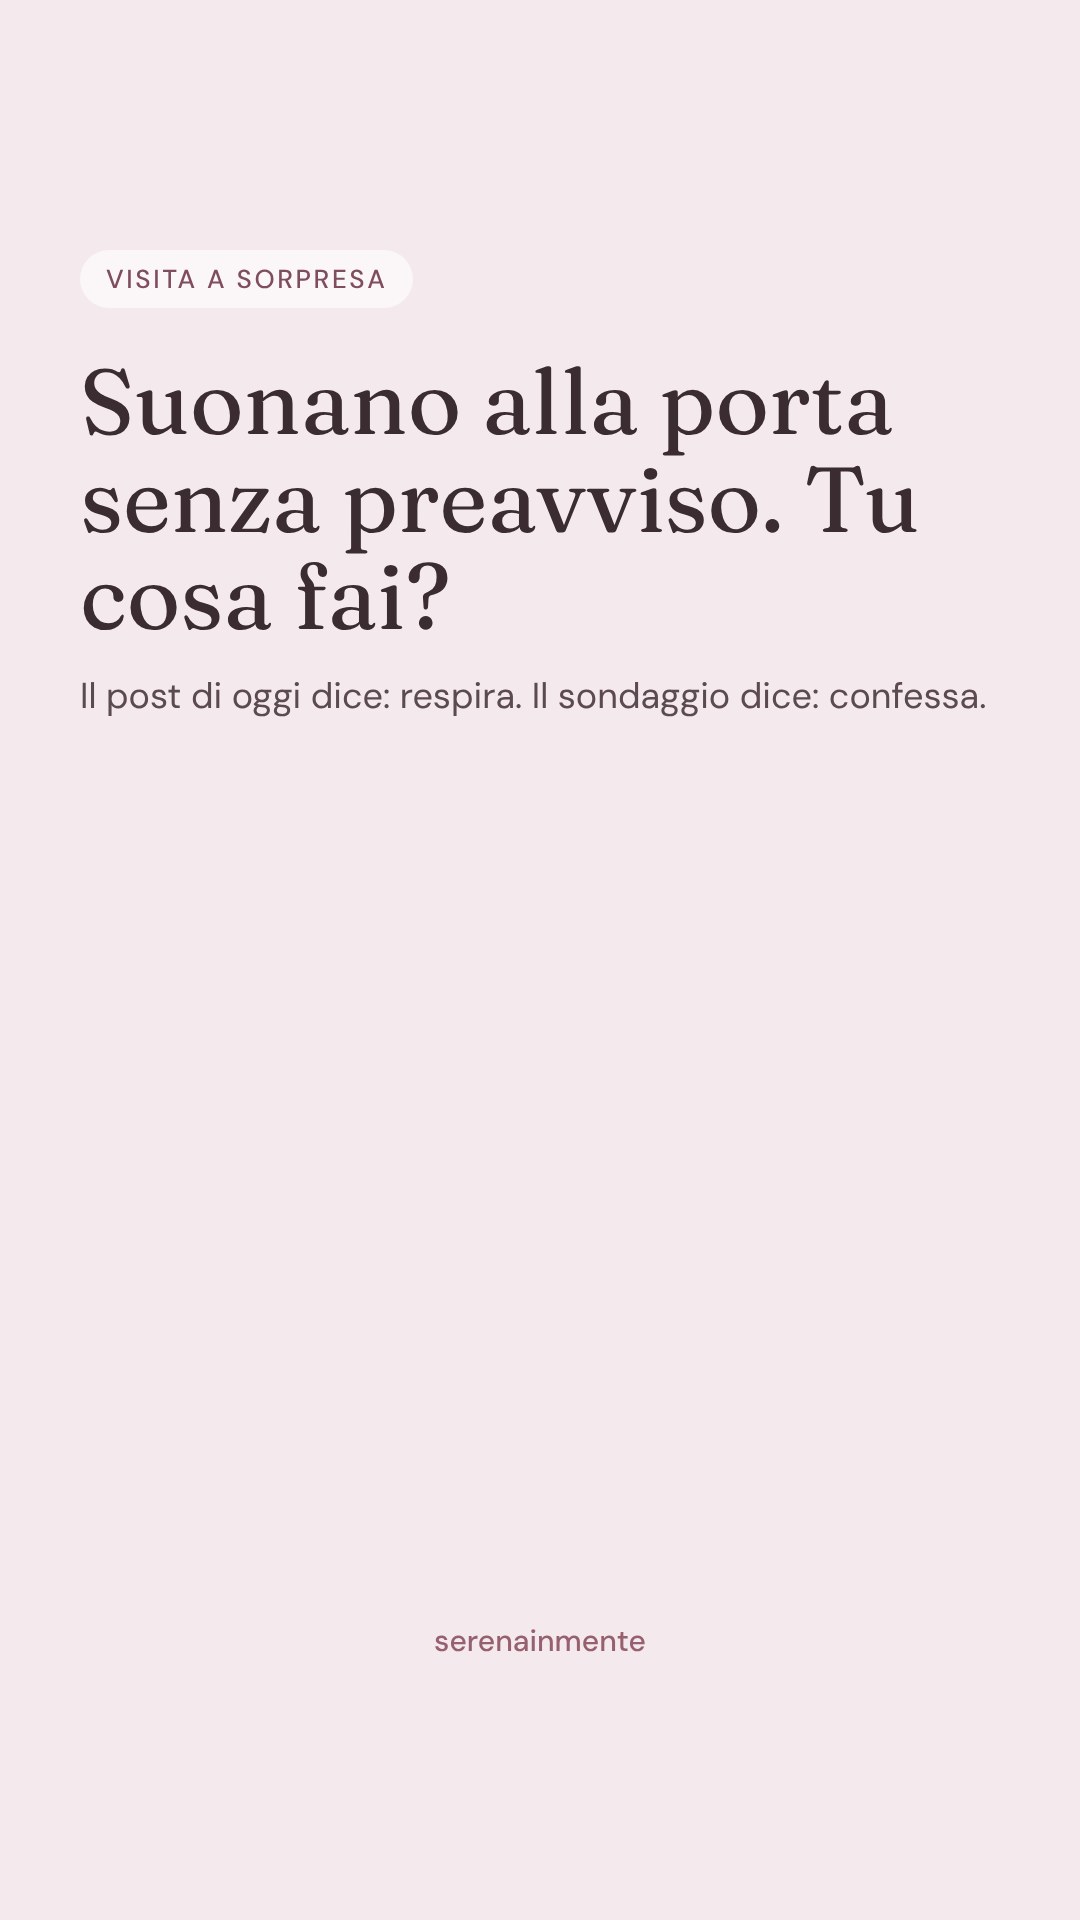 VISITA A SORPRESA
Suonano alla porta
senza preavviso. Tu
cosa fai?
Il post di oggi dice: respira. Il sondaggio dice: confessa.
serenainmente